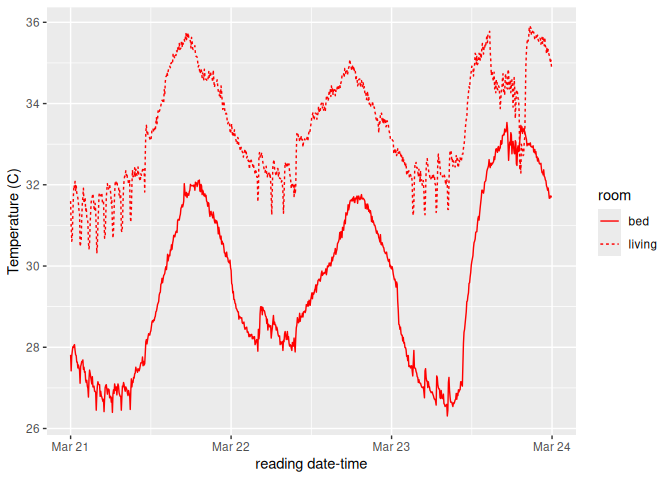 36
34
32
30
28
26
Temperature (C)
Mar 21
Mar 22
Mar 23
Mar 24
reading date-time
room
bed
living